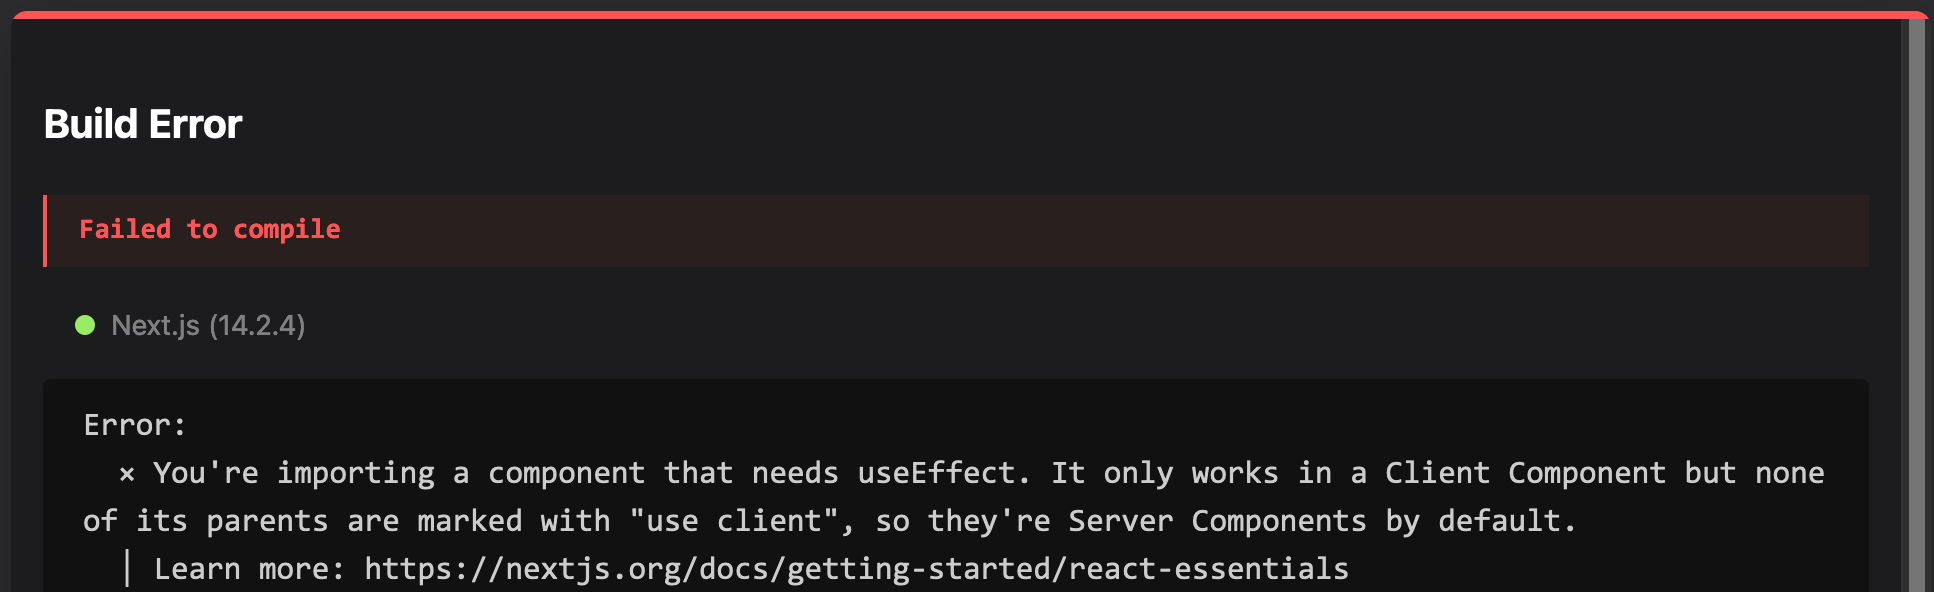 Build Error
Failed to compile
Next.js (14.2.4)
Error:
× You're importing a component that needs useEffect. It only works in a Client Component but none
of its parents are marked with "use client", so they're Server Components by default.
│ Learn more: https://nextjs.org/docs/getting-started/react-essentials